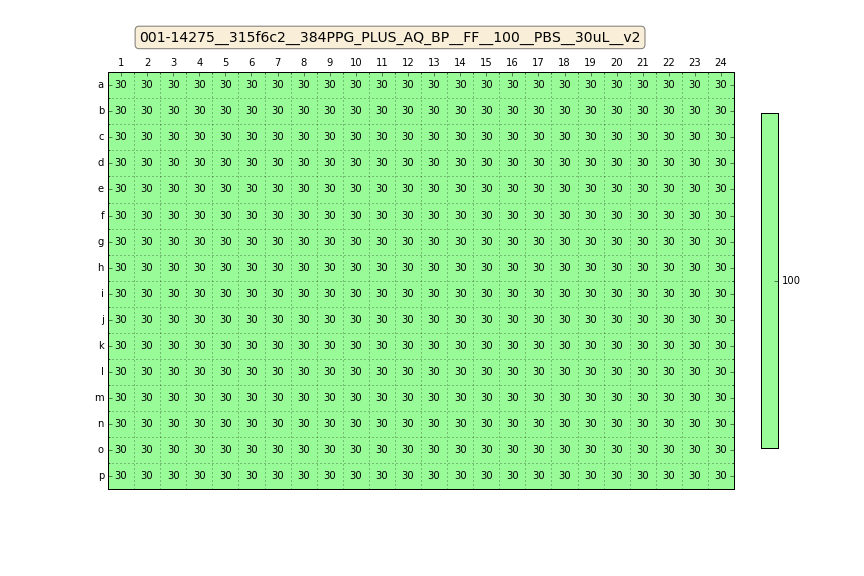 001-14275__315f6c2__384PPG_PLUS_AQ_BP__FF__100__PBS__30uL__v2
1 2 3 4 5 6 7 8 9 10 11 12 13 14 15 16 17 18 19 20 21 22 23 24
a 30 30 30 30 30 30 30 30 30 30 30 30 30 30 30 30 30 30 30 30 30 30 30 30
b 30 30 30 30 30 30 30 30 30 30 30 30 30 30 30 30 30 30 30 30 30 30 30 30
c 30 30 30 30 30 30 30 30 30 30 30 30 30 30 30 30 30 30 30 30 30 30 30 30
d 30 30 30 30 30 30 30 30 30 30 30 30 30 30 30 30 30 30 30 30 30 30 30 30
e 30 30 30 30 30 30 30 30 30 30 30 30 30 30 30 30 30 30 30 30 30 30 30 30
f 30 30 30 30 30 30 30 30 30 30 30 30 30 30 30 30 30 30 30 30 30 30 30 30
g 30 30 30 30 30 30 30 30 30 30 30 30 30 30 30 30 30 30 30 30 30 30 30 30
h 30 30 30 30 30 30 30 30 30 30 30 30 30 30 30 30 30 30 30 30 30 30 30 30
i 30 30 30 30 30 30 30 30 30 30 30 30 30 30 30 30 30 30 30 30 30 30 30 30
100
j 30 30 30 30 30 30 30 30 30 30 30 30 30 30 30 30 30 30 30 30 30 30 30 30
k 30 30 30 30 30 30 30 30 30 30 30 30 30 30 30 30 30 30 30 30 30 30 30 30
l 30 30 30 30 30 30 30 30 30 30 30 30 30 30 30 30 30 30 30 30 30 30 30 30
m 30 30 30 30 30 30 30 30 30 30 30 30 30 30 30 30 30 30 30 30 30 30 30 30
n 30 30 30 30 30 30 30 30 30 30 30 30 30 30 30 30 30 30 30 30 30 30 30 30
o 30 30 30 30 30 30 30 30 30 30 30 30 30 30 30 30 30 30 30 30 30 30 30 30
p 30 30 30 30 30 30 30 30 30 30 30 30 30 30 30 30 30 30 30 30 30 30 30 30